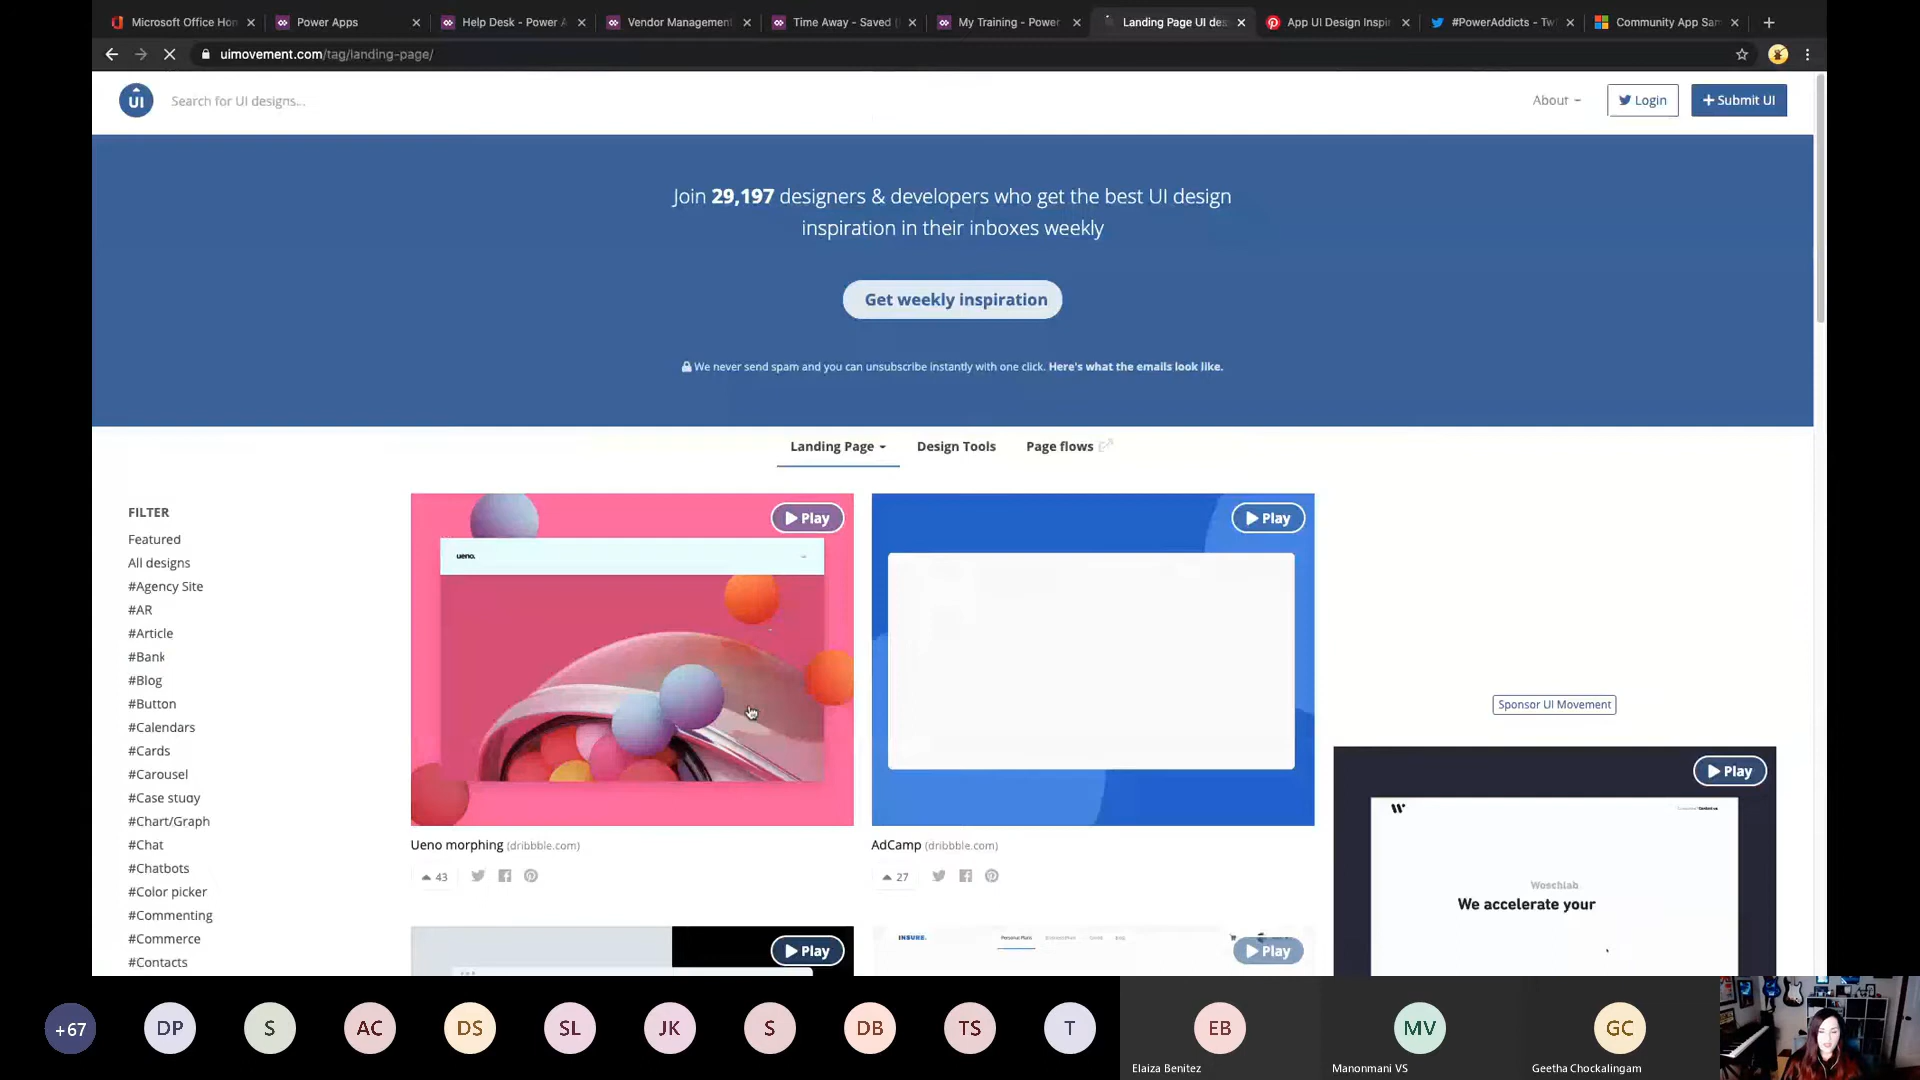 Microsoft Office Hon
Power Apps
Help Desk - Power A
Vendor Management
Time Away - Saved (
My Training - Power
Landing Page UI des
App UI Design Inspir
#PowerAddicts - Tw
Community App Sam
uimovement.com/tag/landing-page/
UI
Search for UI designs...
About
Login
+ Submit UI
Join 29,197 designers & developers who get the best UI design
inspiration in their inboxes weekly
Get weekly inspiration
We never send spam and you can unsubscribe instantly with one click. Here's what the emails look like.
Landing Page
Design Tools
Page flows
FILTER
Featured
All designs
#Agency Site
#AR
#Article
#Bank
#Blog
#Button
#Calendars
#Cards
#Carousel
#Case study
#Chart/Graph
#Chat
#Chatbots
#Color picker
#Commenting
#Commerce
#Contacts
Play
ueno.
Ueno morphing (dribbble.com)
43
Play
AdCamp (dribbble.com)
27
Sponsor UI Movement
Play
Woschlab
We accelerate your
Play
INSURE.
Personal Plans
Play
+67
DP
S
AC
DS
SL
JK
S
DB
TS
T
EB
Elaiza Benitez
MV
Manonmani VS
GC
Geetha Chockalingam